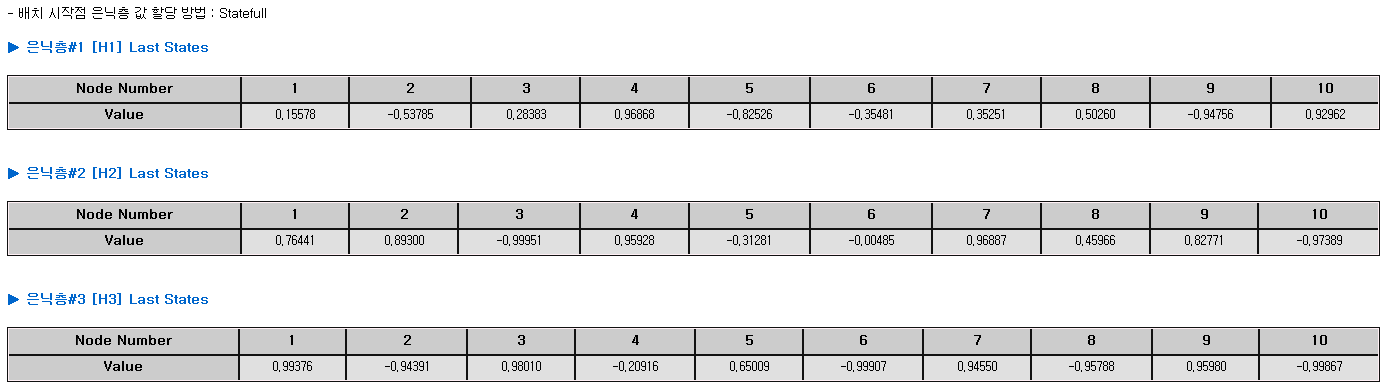 - 배치 시작점 은닉층 값 할당 방법 : Statefull
▶ 은닉층#1 [H1] Last States
Node Number 1 2 3 4 5 6 7 8 9 10
Value 0,15578 -0,53785 0,28383 0,96868 -0,82526 -0,35481 0,35251 0,50260 -0,94756 0,92962
▶ 은닉층#2 [H2] Last States
Node Number 1 2 3 4 5 6 7 8 9 10
Value 0,76441 0,89300 -0,99951 0,95928 -0,31281 -0,00485 0,96887 0,45966 0,82771 -0,97389
▶ 은닉층#3 [H3] Last States
Node Number 1 2 3 4 5 6 7 8 9 10
Value 0,99376 -0,94391 0,98010 -0,20916 0,65009 -0,99907 0,94550 -0,95788 0,95980 -0,99867